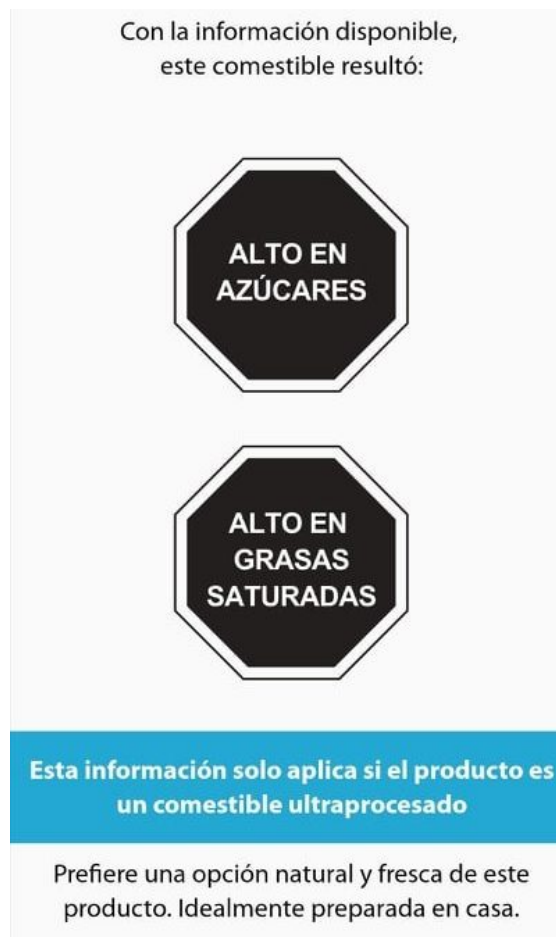 Con la información disponible,
este comestible resultó:
ALTO EN
AZÚCARES
ALTO EN
GRASAS
SATURADAS
Esta información solo aplica si el producto es
un comestible ultraprocesado
Prefiere una opción natural y fresca de este
producto. Idealmente preparada en casa.